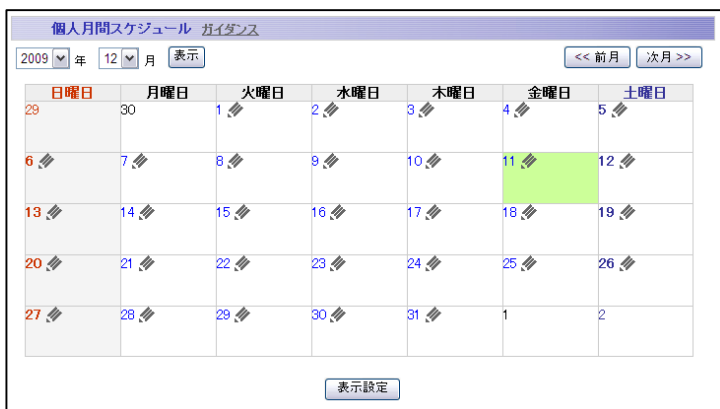 個人月間スケジュール ガイダンス
2009 年 12 月 表示 << 前月 次月 >>
日曜日 月曜日 火曜日 水曜日 木曜日 金曜日 土曜日
29 30 1 2 3 4 5
6 7 8 9 10 11 12
13 14 15 16 17 18 19
20 21 22 23 24 25 26
27 28 29 30 31 1 2
表示設定